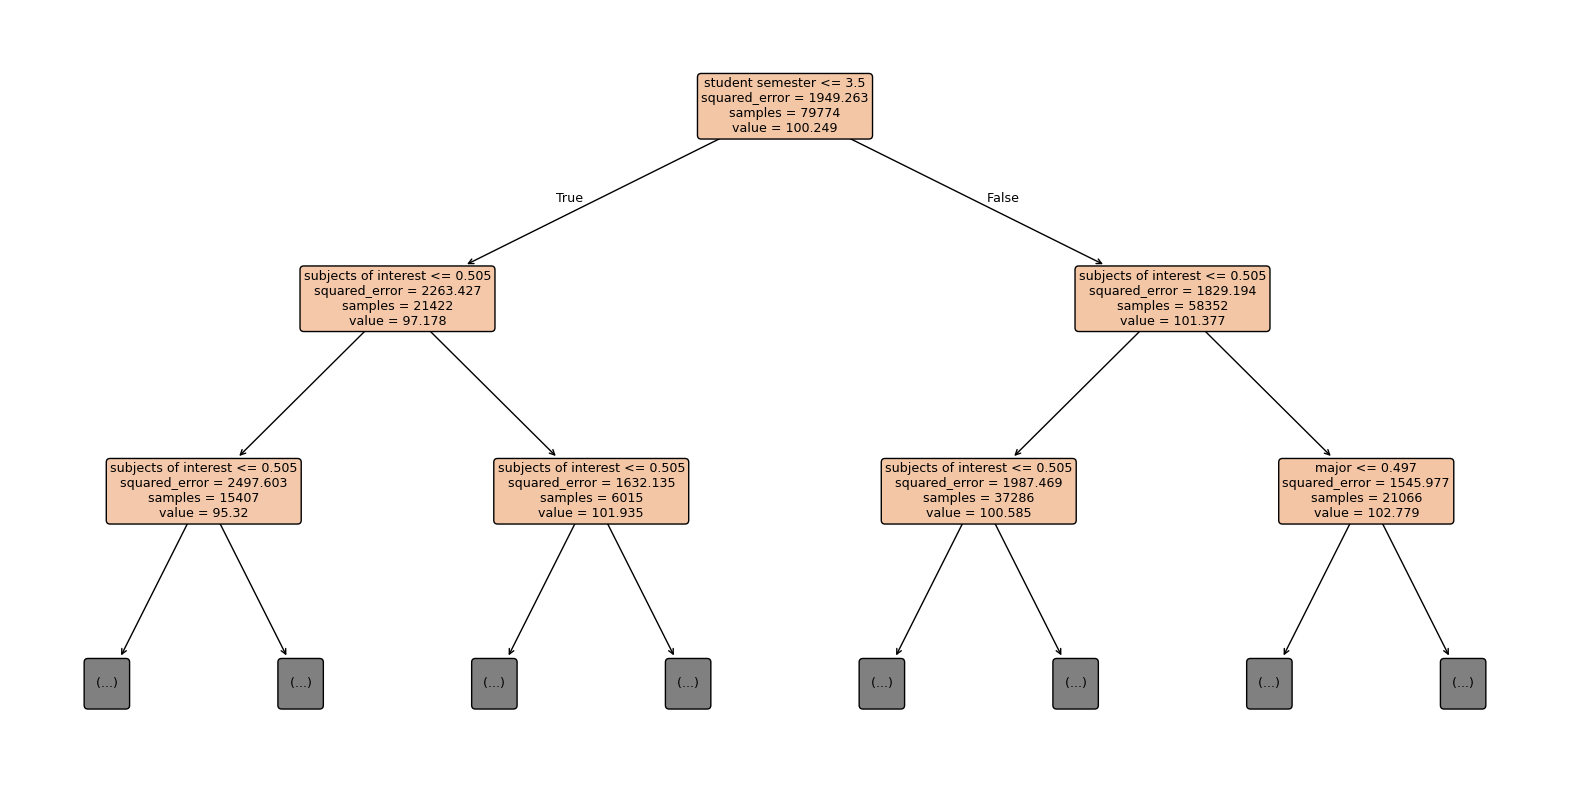 student semester <= 3.5
squared_error = 1949.263
samples = 79774
value = 100.249
True
False
subjects of interest <= 0.505
squared_error = 2263.427
samples = 21422
value = 97.178
subjects of interest <= 0.505
squared_error = 1829.194
samples = 58352
value = 101.377
subjects of interest <= 0.505
squared_error = 2497.603
samples = 15407
value = 95.32
subjects of interest <= 0.505
squared_error = 1632.135
samples = 6015
value = 101.935
subjects of interest <= 0.505
squared_error = 1987.469
samples = 37286
value = 100.585
major <= 0.497
squared_error = 1545.977
samples = 21066
value = 102.779
(...)
(...)
(...)
(...)
(...)
(...)
(...)
(...)